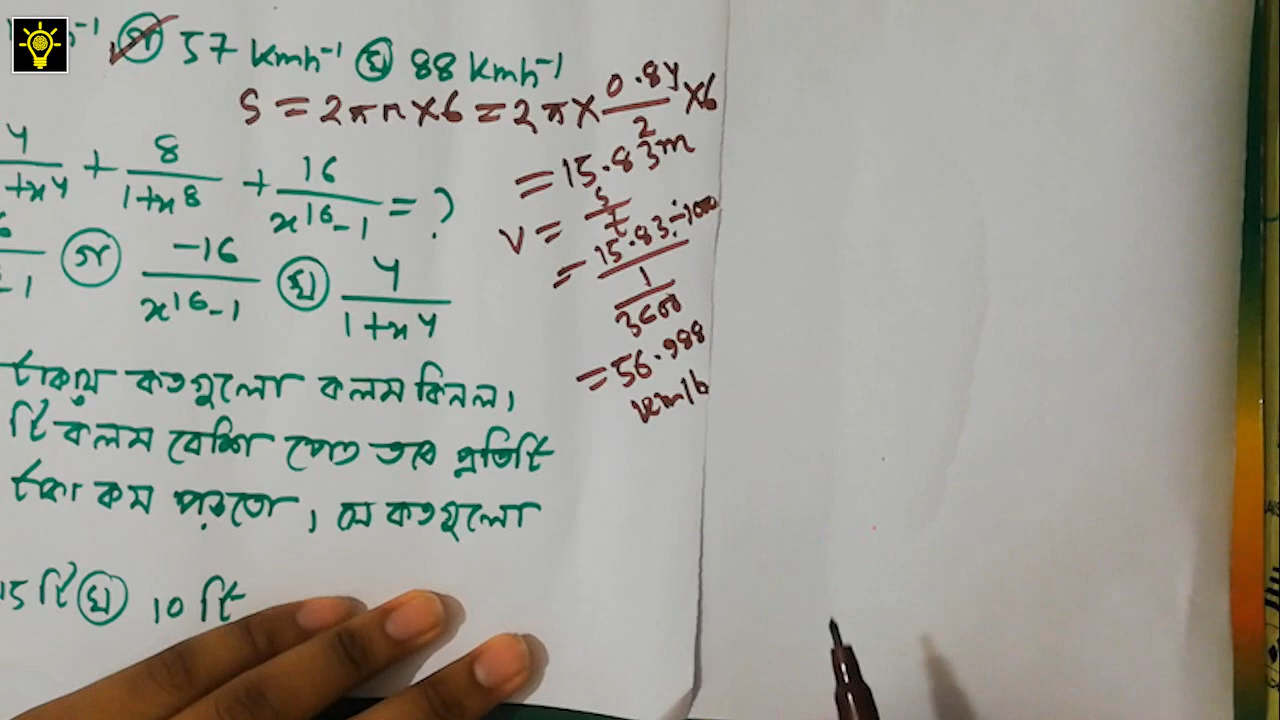 h⁻¹ গ 57 kmh⁻¹ ঘ 88 kmh⁻¹
S = 2πr×6 = 2π× 0.84/2 ×6
= 15.83m
4/1+x⁴ + 8/1+x⁸ + 16/x¹⁶-1 = ?
v = s/t
= 15.83÷1000 / 1/3600
গ -16/x¹⁶-1 ঘ 4/1+x⁴
= 56.988
km/h
টাকায় কতগুলো কলম কিনল।
টি কলম বেশি পেত তবে প্রতিটি
টাকা কম পড়তো, সে কতগুলো
15 টি ঘ 10 টি